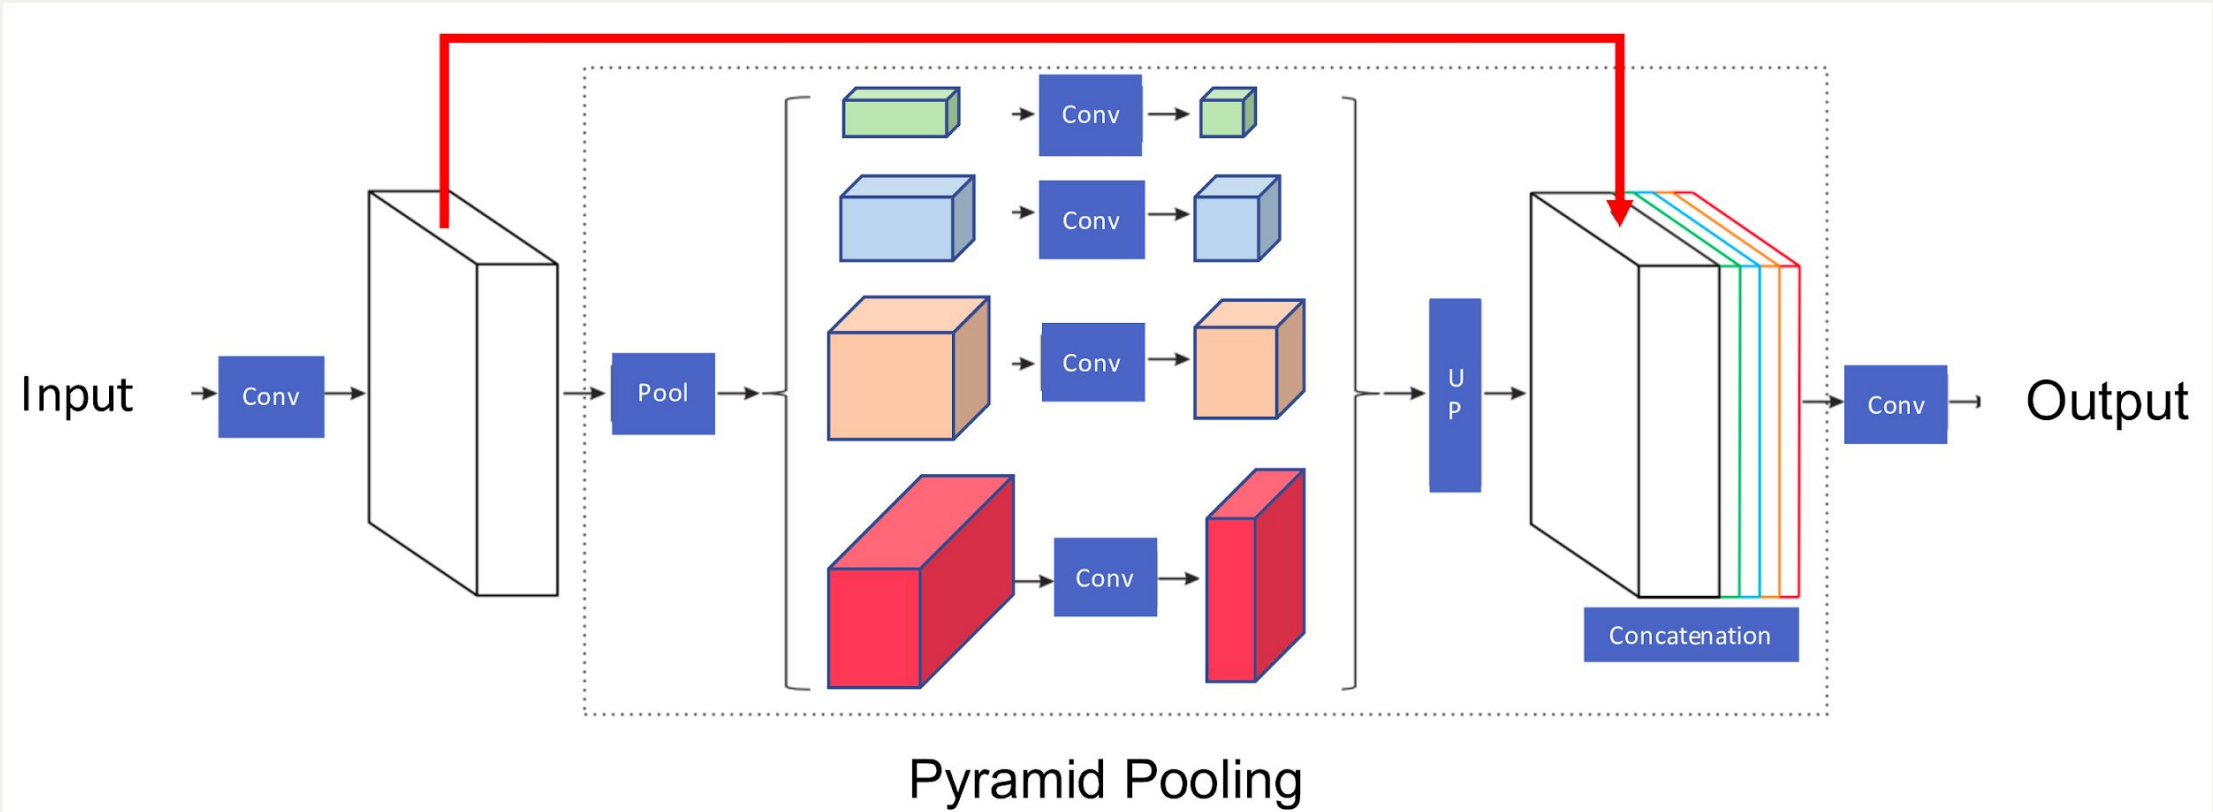 Input
Conv
Pool
Conv
Conv
Conv
Conv
U
P
Concatenation
Conv
Output
Pyramid Pooling